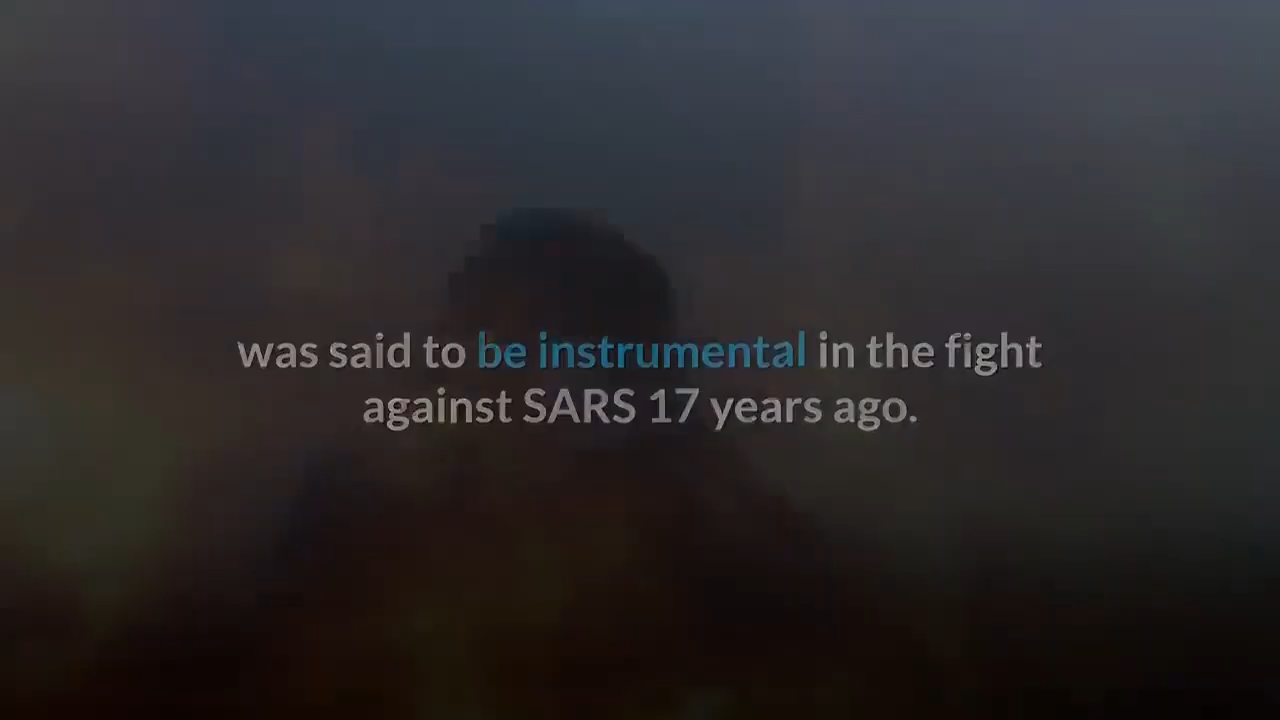 was said to be instrumental in the fight
against SARS 17 years ago.